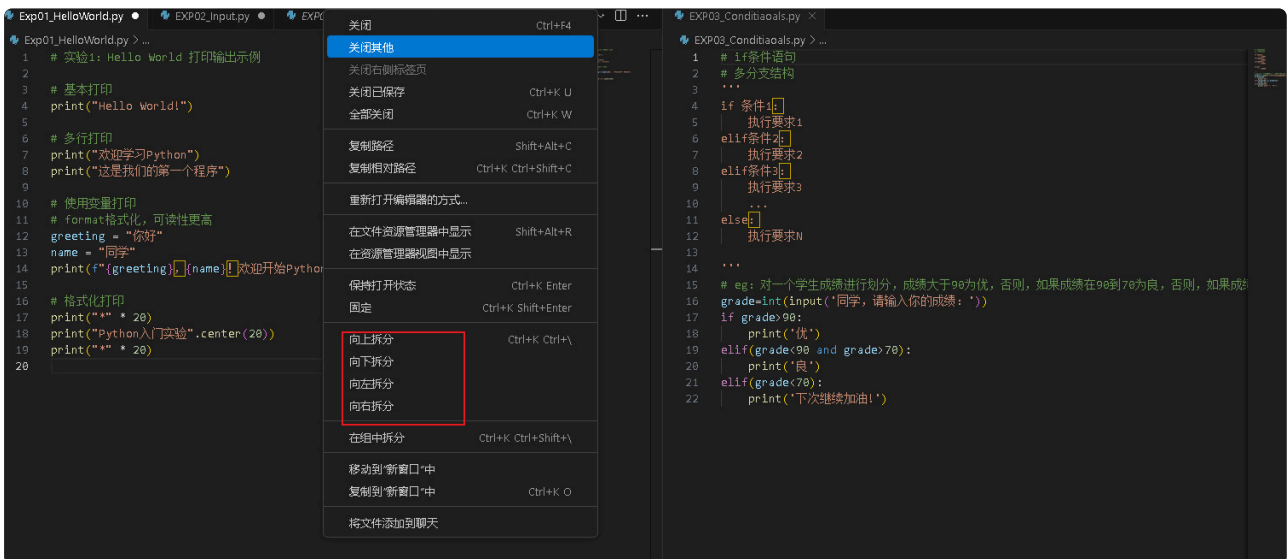 Exp01_HelloWorld.py
EXP02_Input.py
Exp01_HelloWorld.py > ...
1 # 实验1: Hello World 打印输出示例
2
3 # 基本打印
4 print("Hello World!")
5
6 # 多行打印
7 print("欢迎学习Python")
8 print("这是我们的第一个程序")
9
10 # 使用变量打印
11 # format格式化，可读性更高
12 greeting = "你好"
13 name = "同学"
14 print(f"{greeting}，{name}！欢迎开始Python
15
16 # 格式化打印
17 print("*" * 20)
18 print("Python入门实验".center(20))
19 print("*" * 20)
20
关闭 Ctrl+F4
关闭其他
关闭右侧标签页
关闭已保存 Ctrl+K U
全部关闭 Ctrl+K W
复制路径 Shift+Alt+C
复制相对路径 Ctrl+K Ctrl+Shift+C
重新打开编辑器的方式...
在文件资源管理器中显示 Shift+Alt+R
在资源管理器视图中显示
保持打开状态 Ctrl+K Enter
固定 Ctrl+K Shift+Enter
向上拆分 Ctrl+K Ctrl+\
向下拆分
向左拆分
向右拆分
在组中拆分 Ctrl+K Ctrl+Shift+\
移动到"新窗口"中
复制到"新窗口"中 Ctrl+K O
将文件添加到聊天
EXP03_Conditiaoals.py
EXP03_Conditiaoals.py > ...
1 # if条件语句
2 # 多分支结构
3 '''
4 if 条件1：
5 执行要求1
6 elif条件2：
7 执行要求2
8 elif条件3：
9 执行要求3
10 ...
11 else：
12 执行要求N
13
14 '''
15 # eg: 对一个学生成绩进行划分，成绩大于90为优，否则，如果成绩在90到70为良，否则，如果成绩
16 grade=int(input('同学，请输入你的成绩：'))
17 if grade>90:
18 print('优')
19 elif(grade<90 and grade>70):
20 print('良')
21 elif(grade<70):
22 print('下次继续加油!')